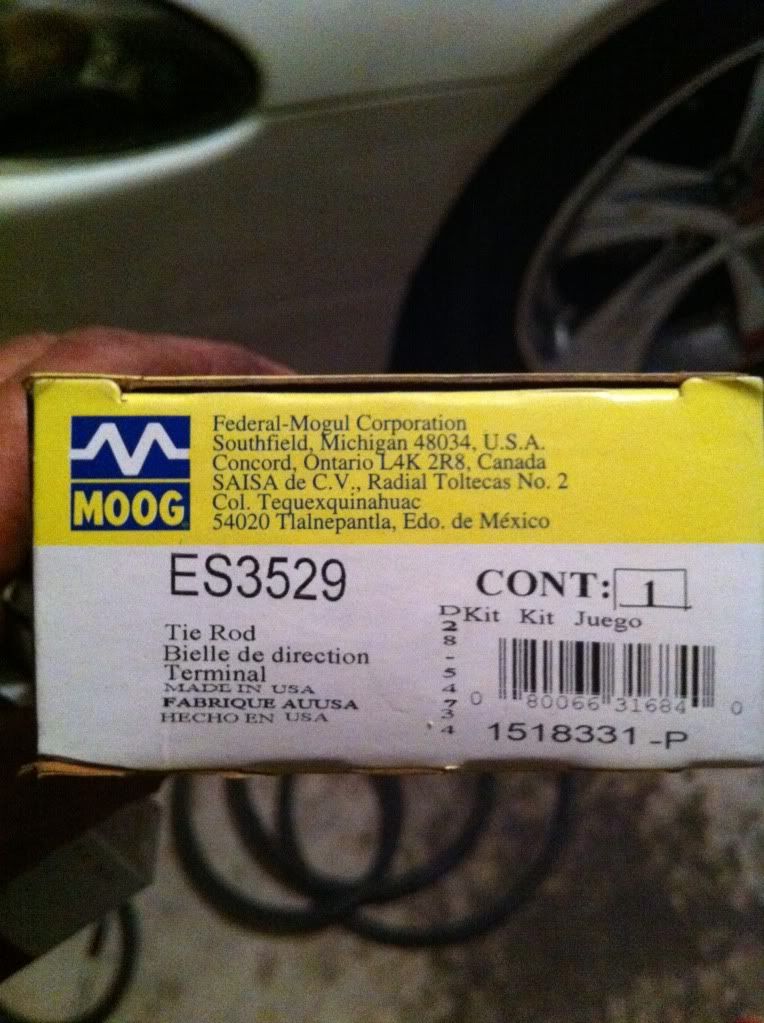 MOOG
Federal-Mogul Corporation
Southfield, Michigan 48034, U.S.A.
Concord, Ontario L4K 2R8, Canada
SAISA de C.V., Radial Toltecas No. 2
Col. Tequexquinahuac
54020 Tlalnepantla, Edo. de México
ES3529
Tie Rod
Bielle de direction
Terminal
MADE IN USA
FABRIQUE AUUSA
HECHO EN USA
CONT: 1
Kit Kit Juego
D28-54734
0 80066 31684 0
1518331-P